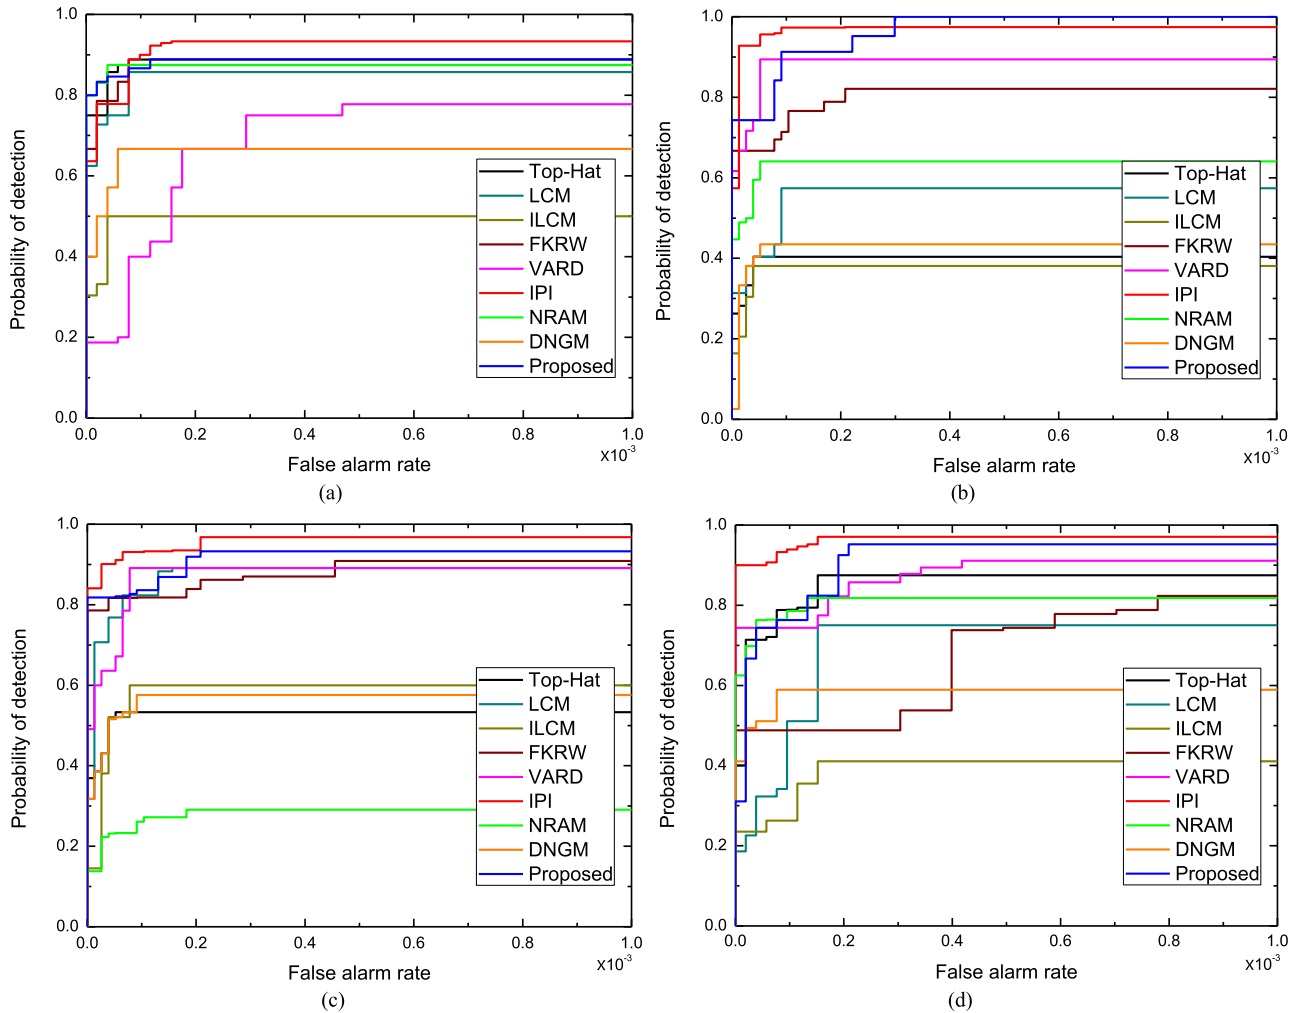 1.0
0.8
0.6
0.4
0.2
0.0
Probability of detection
Top-Hat
LCM
ILCM
FKRW
VARD
IPI
NRAM
DNGM
Proposed
0.0 0.2 0.4 0.6 0.8 1.0
x10-3
False alarm rate
(a)
1.0
0.8
0.6
0.4
0.2
0.0
Probability of detection
Top-Hat
LCM
ILCM
FKRW
VARD
IPI
NRAM
DNGM
Proposed
0.0 0.2 0.4 0.6 0.8 1.0
x10-3
False alarm rate
(b)
1.0
0.8
0.6
0.4
0.2
0.0
Probability of detection
Top-Hat
LCM
ILCM
FKRW
VARD
IPI
NRAM
DNGM
Proposed
0.0 0.2 0.4 0.6 0.8 1.0
x10-3
False alarm rate
(c)
1.0
0.8
0.6
0.4
0.2
0.0
Probability of detection
Top-Hat
LCM
ILCM
FKRW
VARD
IPI
NRAM
DNGM
Proposed
0.0 0.2 0.4 0.6 0.8 1.0
x10-3
False alarm rate
(d)